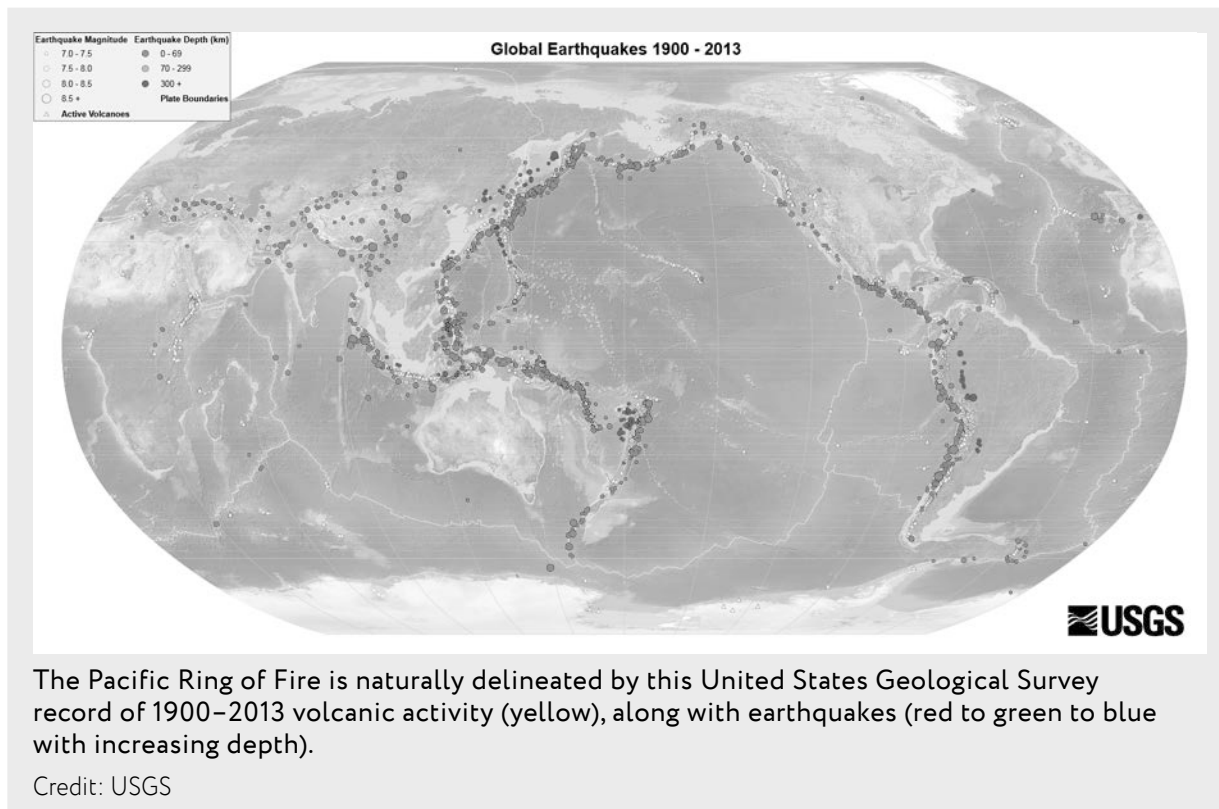 Global Earthquakes 1900 - 2013
Earthquake Magnitude Earthquake Depth (km)
7.0 - 7.5 0 - 69
7.5 - 8.0 70 - 299
8.0 - 8.5 300 +
8.5 + Plate Boundaries
Active Volcanoes
USGS
The Pacific Ring of Fire is naturally delineated by this United States Geological Survey
record of 1900–2013 volcanic activity (yellow), along with earthquakes (red to green to blue
with increasing depth).
Credit: USGS